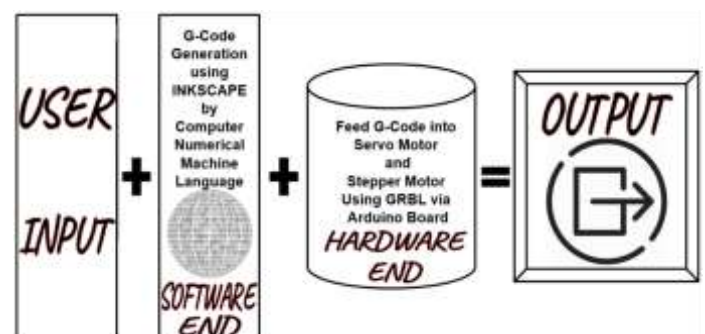 USER
INPUT
+
G-Code
Generation
using
INKSCAPE
by
Computer
Numerical
Machine
Language
SOFTWARE
END
+
Feed G-Code into
Servo Motor
and
Stepper Motor
Using GRBL via
Arduino Board
HARDWARE
END
=
OUTPUT